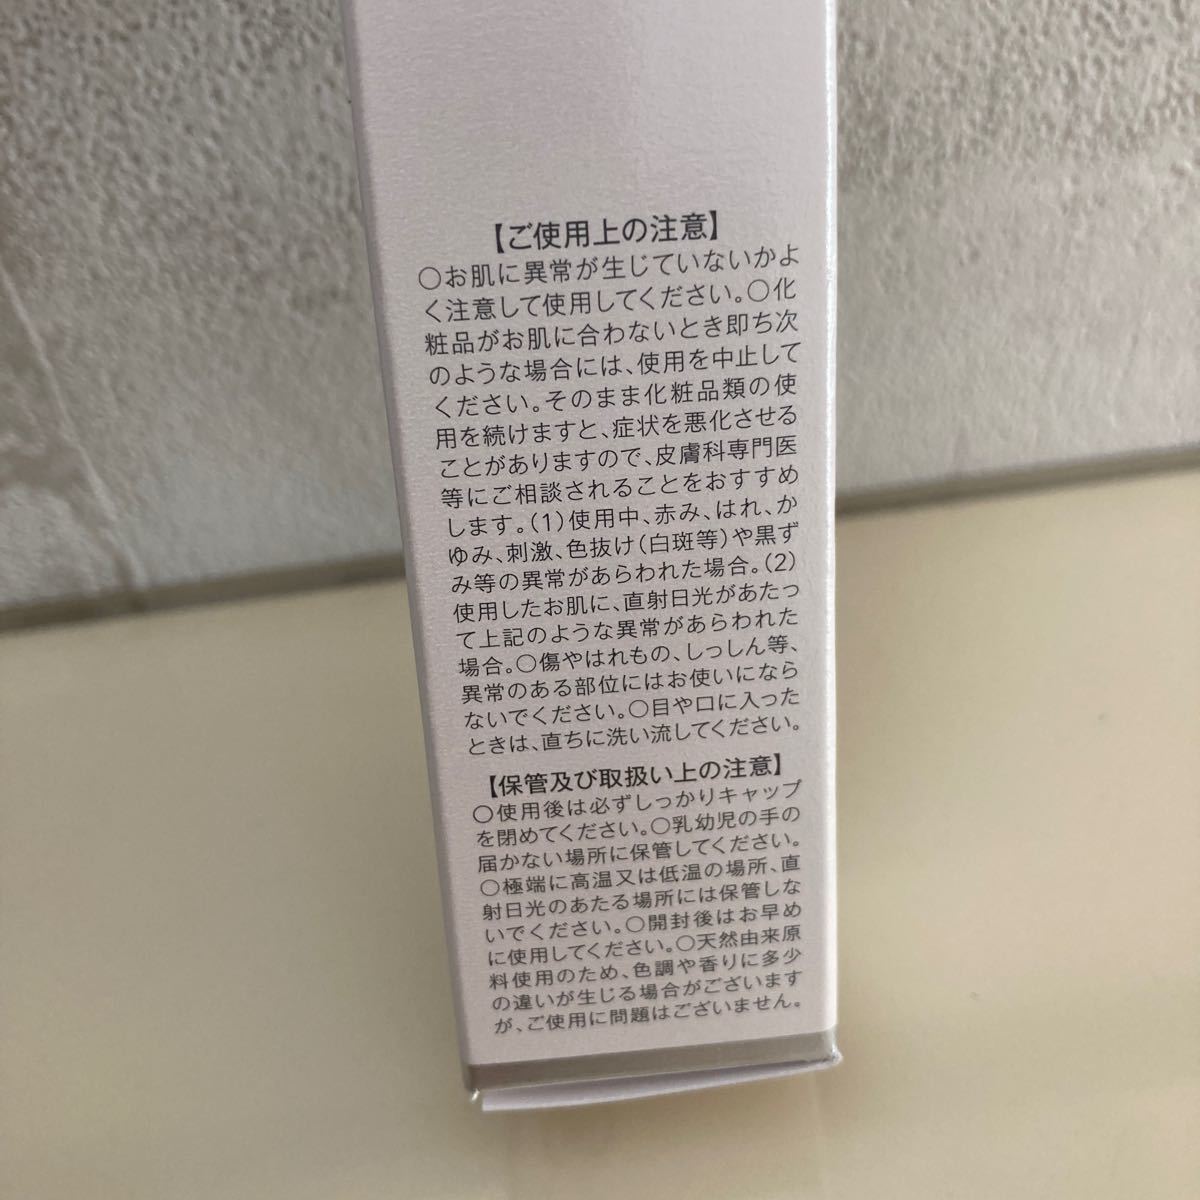 【ご使用上の注意】
○お肌に異常が生じていないかよ
く注意して使用してください。○化
粧品がお肌に合わないとき即ち次
のような場合には、使用を中止して
ください。そのまま化粧品類の使
用を続けますと、症状を悪化させる
ことがありますので、皮膚科専門医
等にご相談されることをおすすめ
します。(1)使用中、赤み、はれ、か
ゆみ、刺激、色抜け(白斑等)や黒ず
み等の異常があらわれた場合。(2)
使用したお肌に、直射日光があたっ
て上記のような異常があらわれた
場合。○傷やはれもの、しっしん等、
異常のある部位にはお使いになら
ないでください。○目や口に入った
ときは、直ちに洗い流してください。
【保管及び取扱い上の注意】
○使用後は必ずしっかりキャップ
を閉めてください。○乳幼児の手の
届かない場所に保管してください。
○極端に高温又は低温の場所、直
射日光のあたる場所には保管しな
いでください。○開封後はお早め
に使用してください。○天然由来原
料使用のため、色調や香りに多少
の違いが生じる場合がございます
が、ご使用に問題はございません。